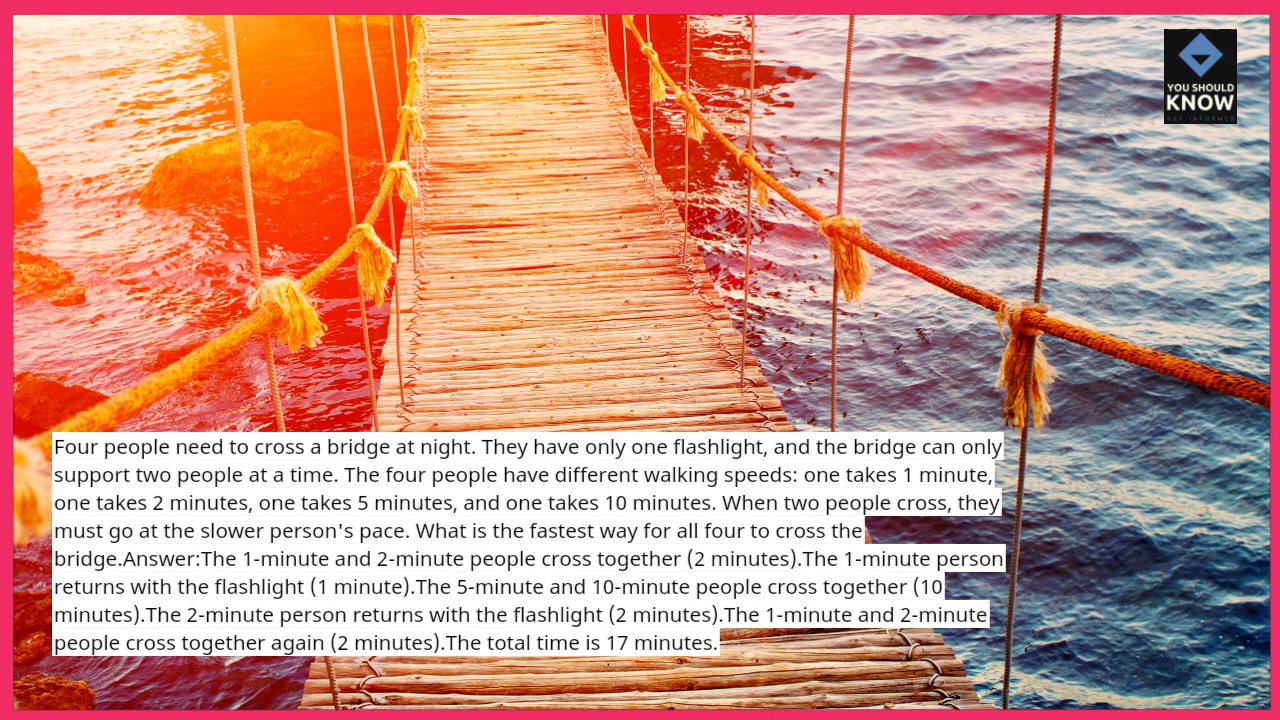 YOU SHOULD
KNOW
GET INFORMED
Four people need to cross a bridge at night. They have only one flashlight, and the bridge can only
support two people at a time. The four people have different walking speeds: one takes 1 minute,
one takes 2 minutes, one takes 5 minutes, and one takes 10 minutes. When two people cross, they
must go at the slower person's pace. What is the fastest way for all four to cross the
bridge.Answer:The 1-minute and 2-minute people cross together (2 minutes).The 1-minute person
returns with the flashlight (1 minute).The 5-minute and 10-minute people cross together (10
minutes).The 2-minute person returns with the flashlight (2 minutes).The 1-minute and 2-minute
people cross together again (2 minutes).The total time is 17 minutes.